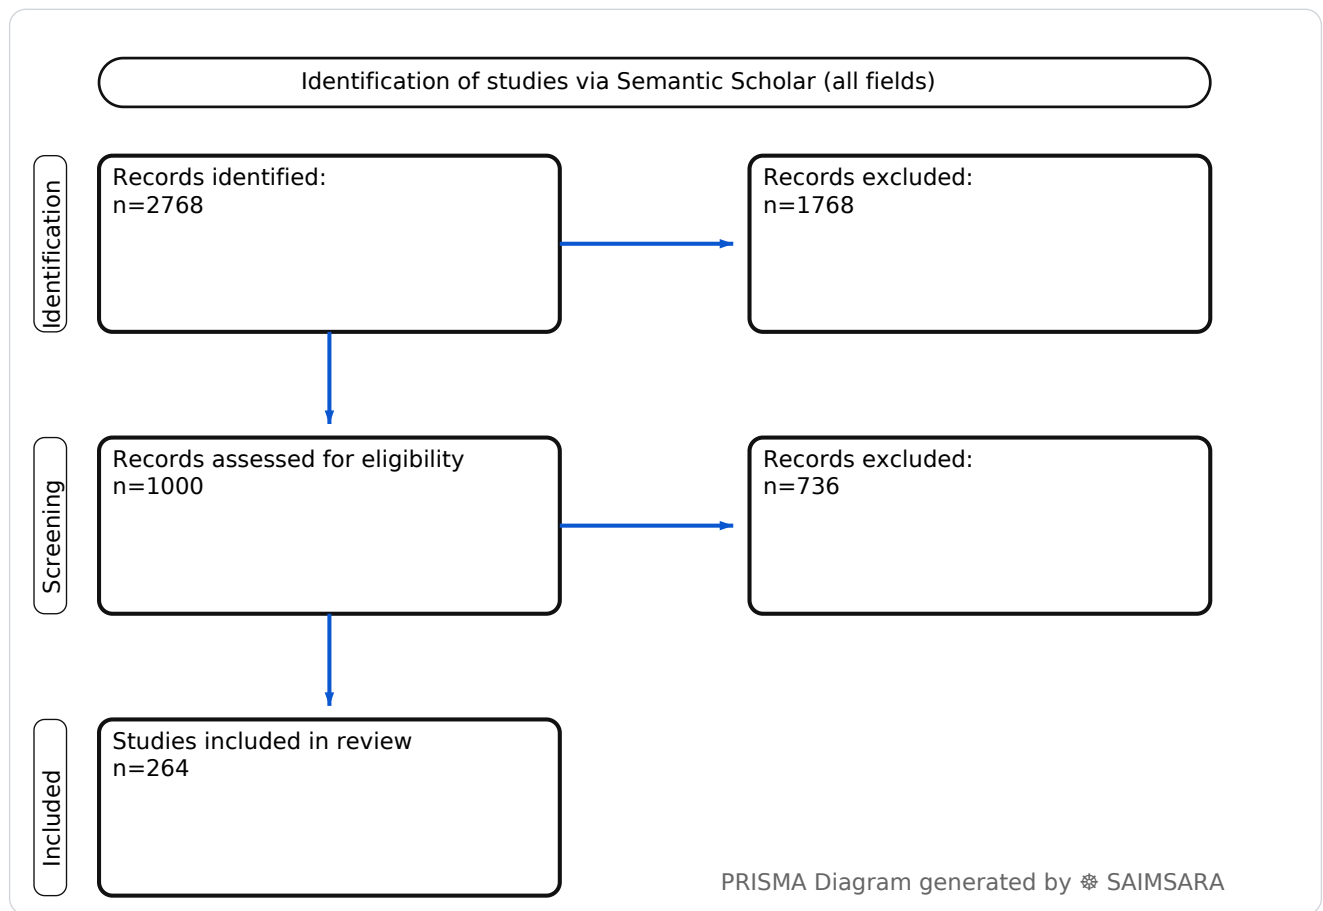 Identification of studies via Semantic Scholar (all fields)
Identification
Records identified:
n=2768
Records excluded:
n=1768
Screening
Records assessed for eligibility
n=1000
Records excluded:
n=736
Included
Studies included in review
n=264
PRISMA Diagram generated by ☸ SAIMSARA